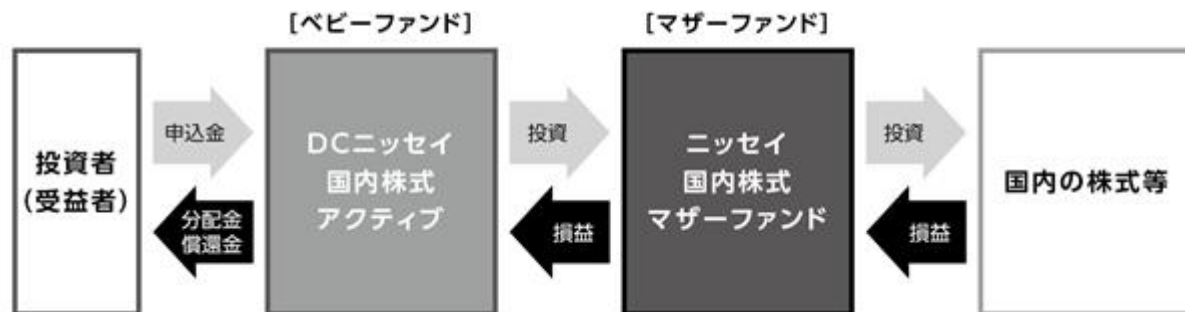 [ベビーファンド]
[マザーファンド]
投資者
(受益者)
申込金
分配金
償還金
DCニッセイ
国内株式
アクティブ
投資
損益
ニッセイ
国内株式
マザーファンド
投資
損益
国内の株式等